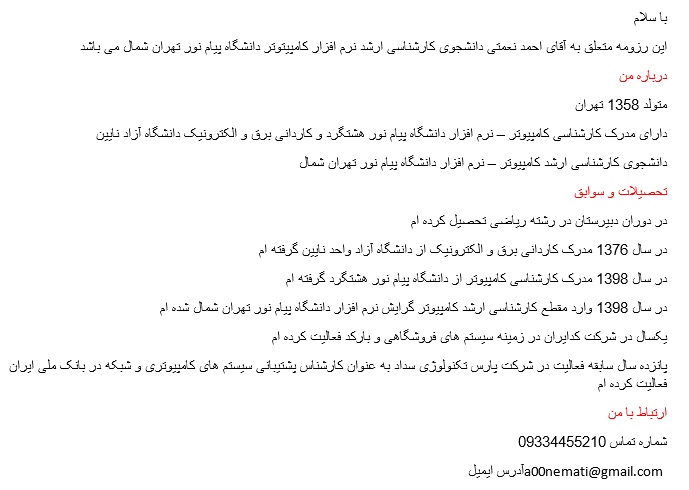 با سلام
این رزومه متعلق به آقای احمد نعمتی دانشجوی کارشناسی ارشد نرم افزار کامپیتوتر دانشگاه پیام نور تهران شمال می باشد
درباره من
متولد 1358 تهران
دارای مدرک کارشناسی کامپیوتر – نرم افزار دانشگاه پیام نور هشتگرد و کاردانی برق و الکترونیک دانشگاه آزاد نایین
دانشجوی کارشناسی ارشد کامپیوتر – نرم افزار دانشگاه پیام نور تهران شمال
تحصیلات و سوابق
در دوران دبیرستان در رشته ریاضی تحصیل کرده ام
در سال 1376 مدرک کاردانی برق و الکترونیک از دانشگاه آزاد واحد نایین گرفته ام
در سال 1398 مدرک کارشناسی کامپیوتر از دانشگاه پیام نور هشتگرد گرفته ام
در سال 1398 وارد مقطع کارشناسی ارشد کامپیوتر گرایش نرم افزار دانشگاه پیام نور تهران شمال شده ام
یکسال در شرکت کدایران در زمینه سیستم های فروشگاهی و بارکد فعالیت کرده ام
پانزده سال سابقه فعالیت در شرکت پارس تکنولوژی سداد به عنوان کارشناس پشتیبانی سیستم های کامپیوتری و شبکه در بانک ملی ایران
فعالیت کرده ام
ارتباط با من
شماره تماس 09334455210
آدرس ایمیل a00nemati@gmail.com